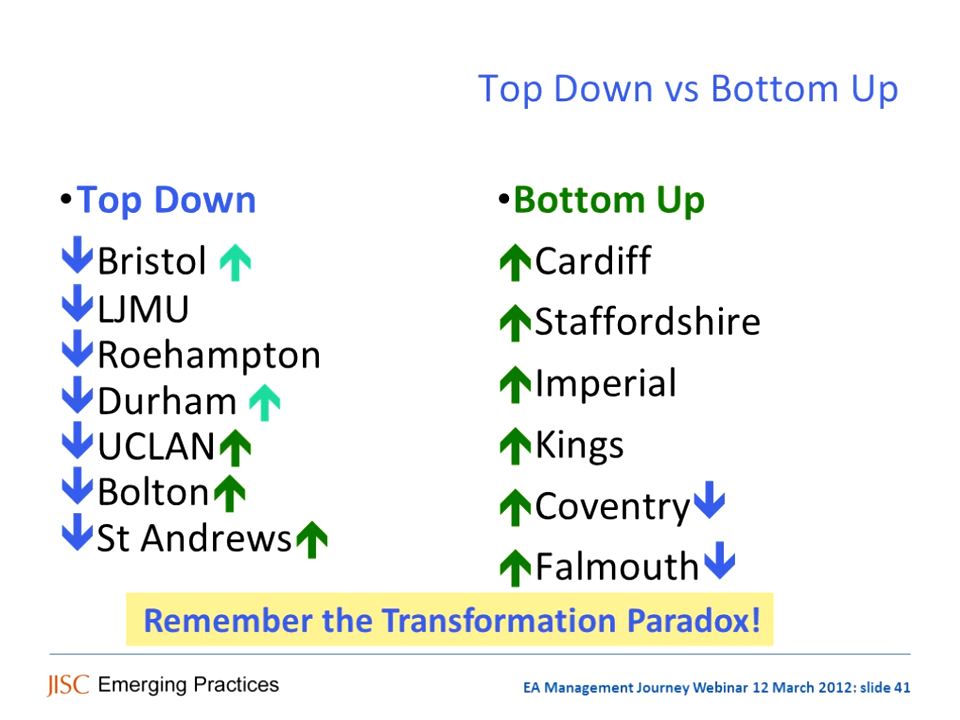 Top Down vs Bottom Up
•Top Down
🡻Bristol 🡹
🡻LJMU
🡻Roehampton
🡻Durham 🡹
🡻UCLAN🡹
🡻Bolton🡹
🡻St Andrews🡹
•Bottom Up
🡹Cardiff
🡹Staffordshire
🡹Imperial
🡹Kings
🡹Coventry🡻
🡹Falmouth🡻
Remember the Transformation Paradox!
JISC Emerging Practices
EA Management Journey Webinar 12 March 2012: slide 41